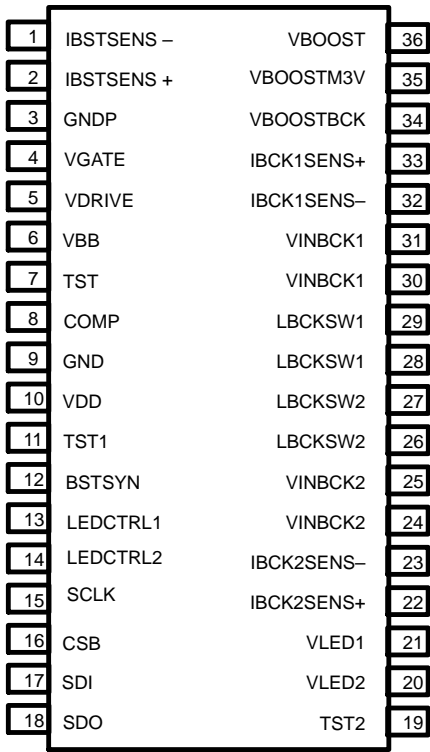 1 IBSTSENS – VBOOST 36
2 IBSTSENS + VBOOSTM3V 35
3 GNDP VBOOSTBCK 34
4 VGATE IBCK1SENS+ 33
5 VDRIVE IBCK1SENS– 32
6 VBB VINBCK1 31
7 TST VINBCK1 30
8 COMP LBCKSW1 29
9 GND LBCKSW1 28
10 VDD LBCKSW2 27
11 TST1 LBCKSW2 26
12 BSTSYN VINBCK2 25
13 LEDCTRL1 VINBCK2 24
14 LEDCTRL2 IBCK2SENS– 23
15 SCLK IBCK2SENS+ 22
16 CSB VLED1 21
17 SDI VLED2 20
18 SDO TST2 19